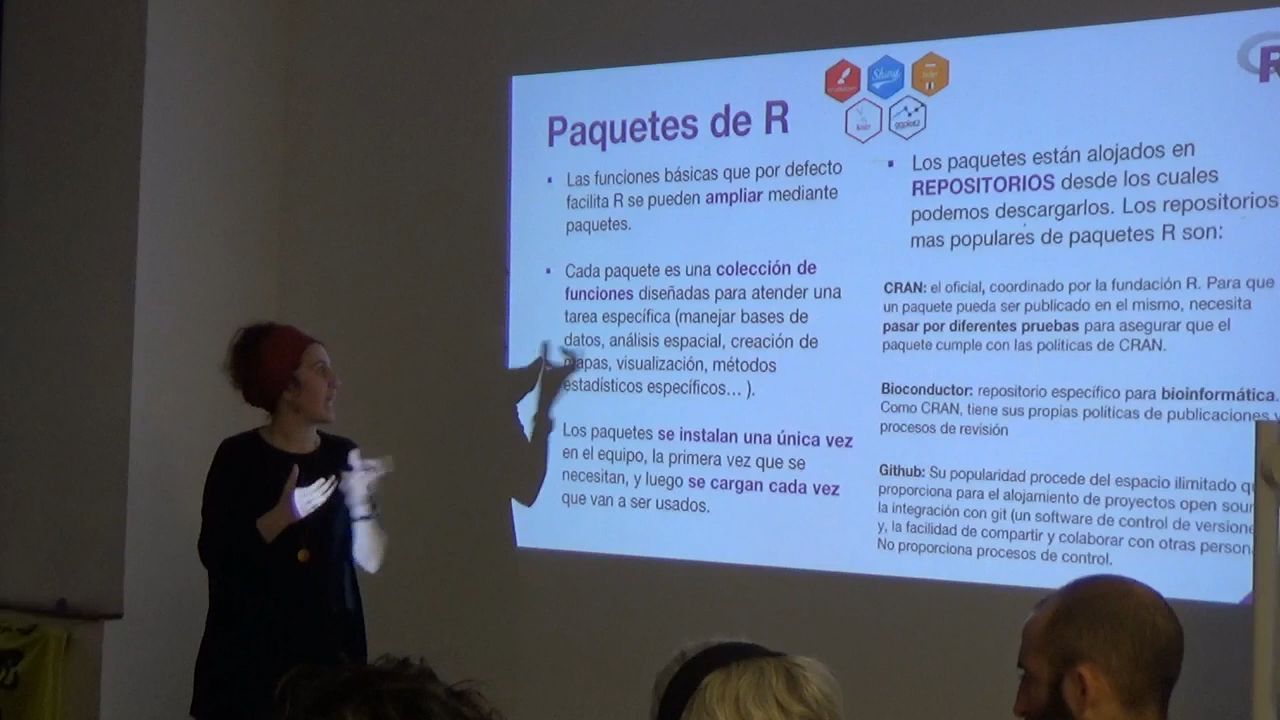 Paquetes de R
Shiny
ggplot2
Las funciones básicas que por defecto
facilita R se pueden ampliar mediante
paquetes.
Cada paquete es una colección de
funciones diseñadas para atender una
tarea específica (manejar bases de
datos, análisis espacial, creación de
mapas, visualización, métodos
estadísticos específicos... ).
Los paquetes se instalan una única vez
en el equipo, la primera vez que se
necesitan, y luego se cargan cada vez
que van a ser usados.
R
Los paquetes están alojados en
REPOSITORIOS desde los cuales
podemos descargarlos. Los repositorios
mas populares de paquetes R son:
CRAN: el oficial, coordinado por la fundación R. Para que
un paquete pueda ser publicado en el mismo, necesita
pasar por diferentes pruebas para asegurar que el
paquete cumple con las políticas de CRAN.
Bioconductor: repositorio específico para bioinformática.
Como CRAN, tiene sus propias políticas de publicaciones y
procesos de revisión
Github: Su popularidad procede del espacio ilimitado q
proporciona para el alojamiento de proyectos open sour
la integración con git (un software de control de versione
y, la facilidad de compartir y colaborar con otras person
No proporciona procesos de control.